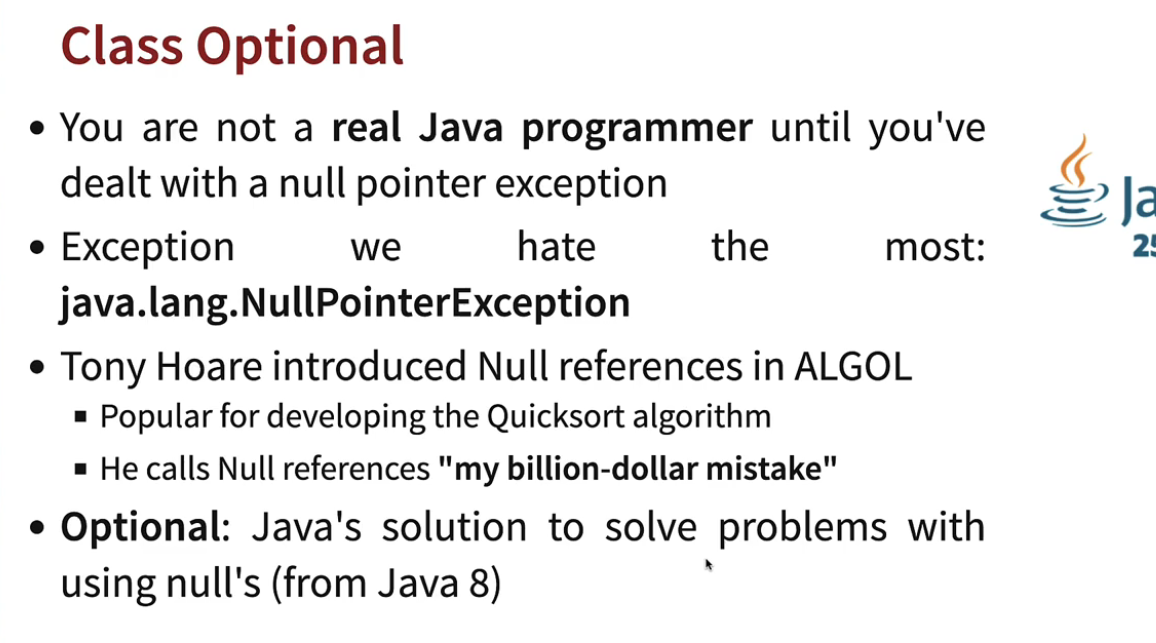 Class Optional
• You are not a real Java programmer until you've
dealt with a null pointer exception
• Exception we hate the most:
java.lang.NullPointerException
• Tony Hoare introduced Null references in ALGOL
▪ Popular for developing the Quicksort algorithm
▪ He calls Null references "my billion-dollar mistake"
• Optional: Java's solution to solve problems with
using null's (from Java 8)
Ja
25